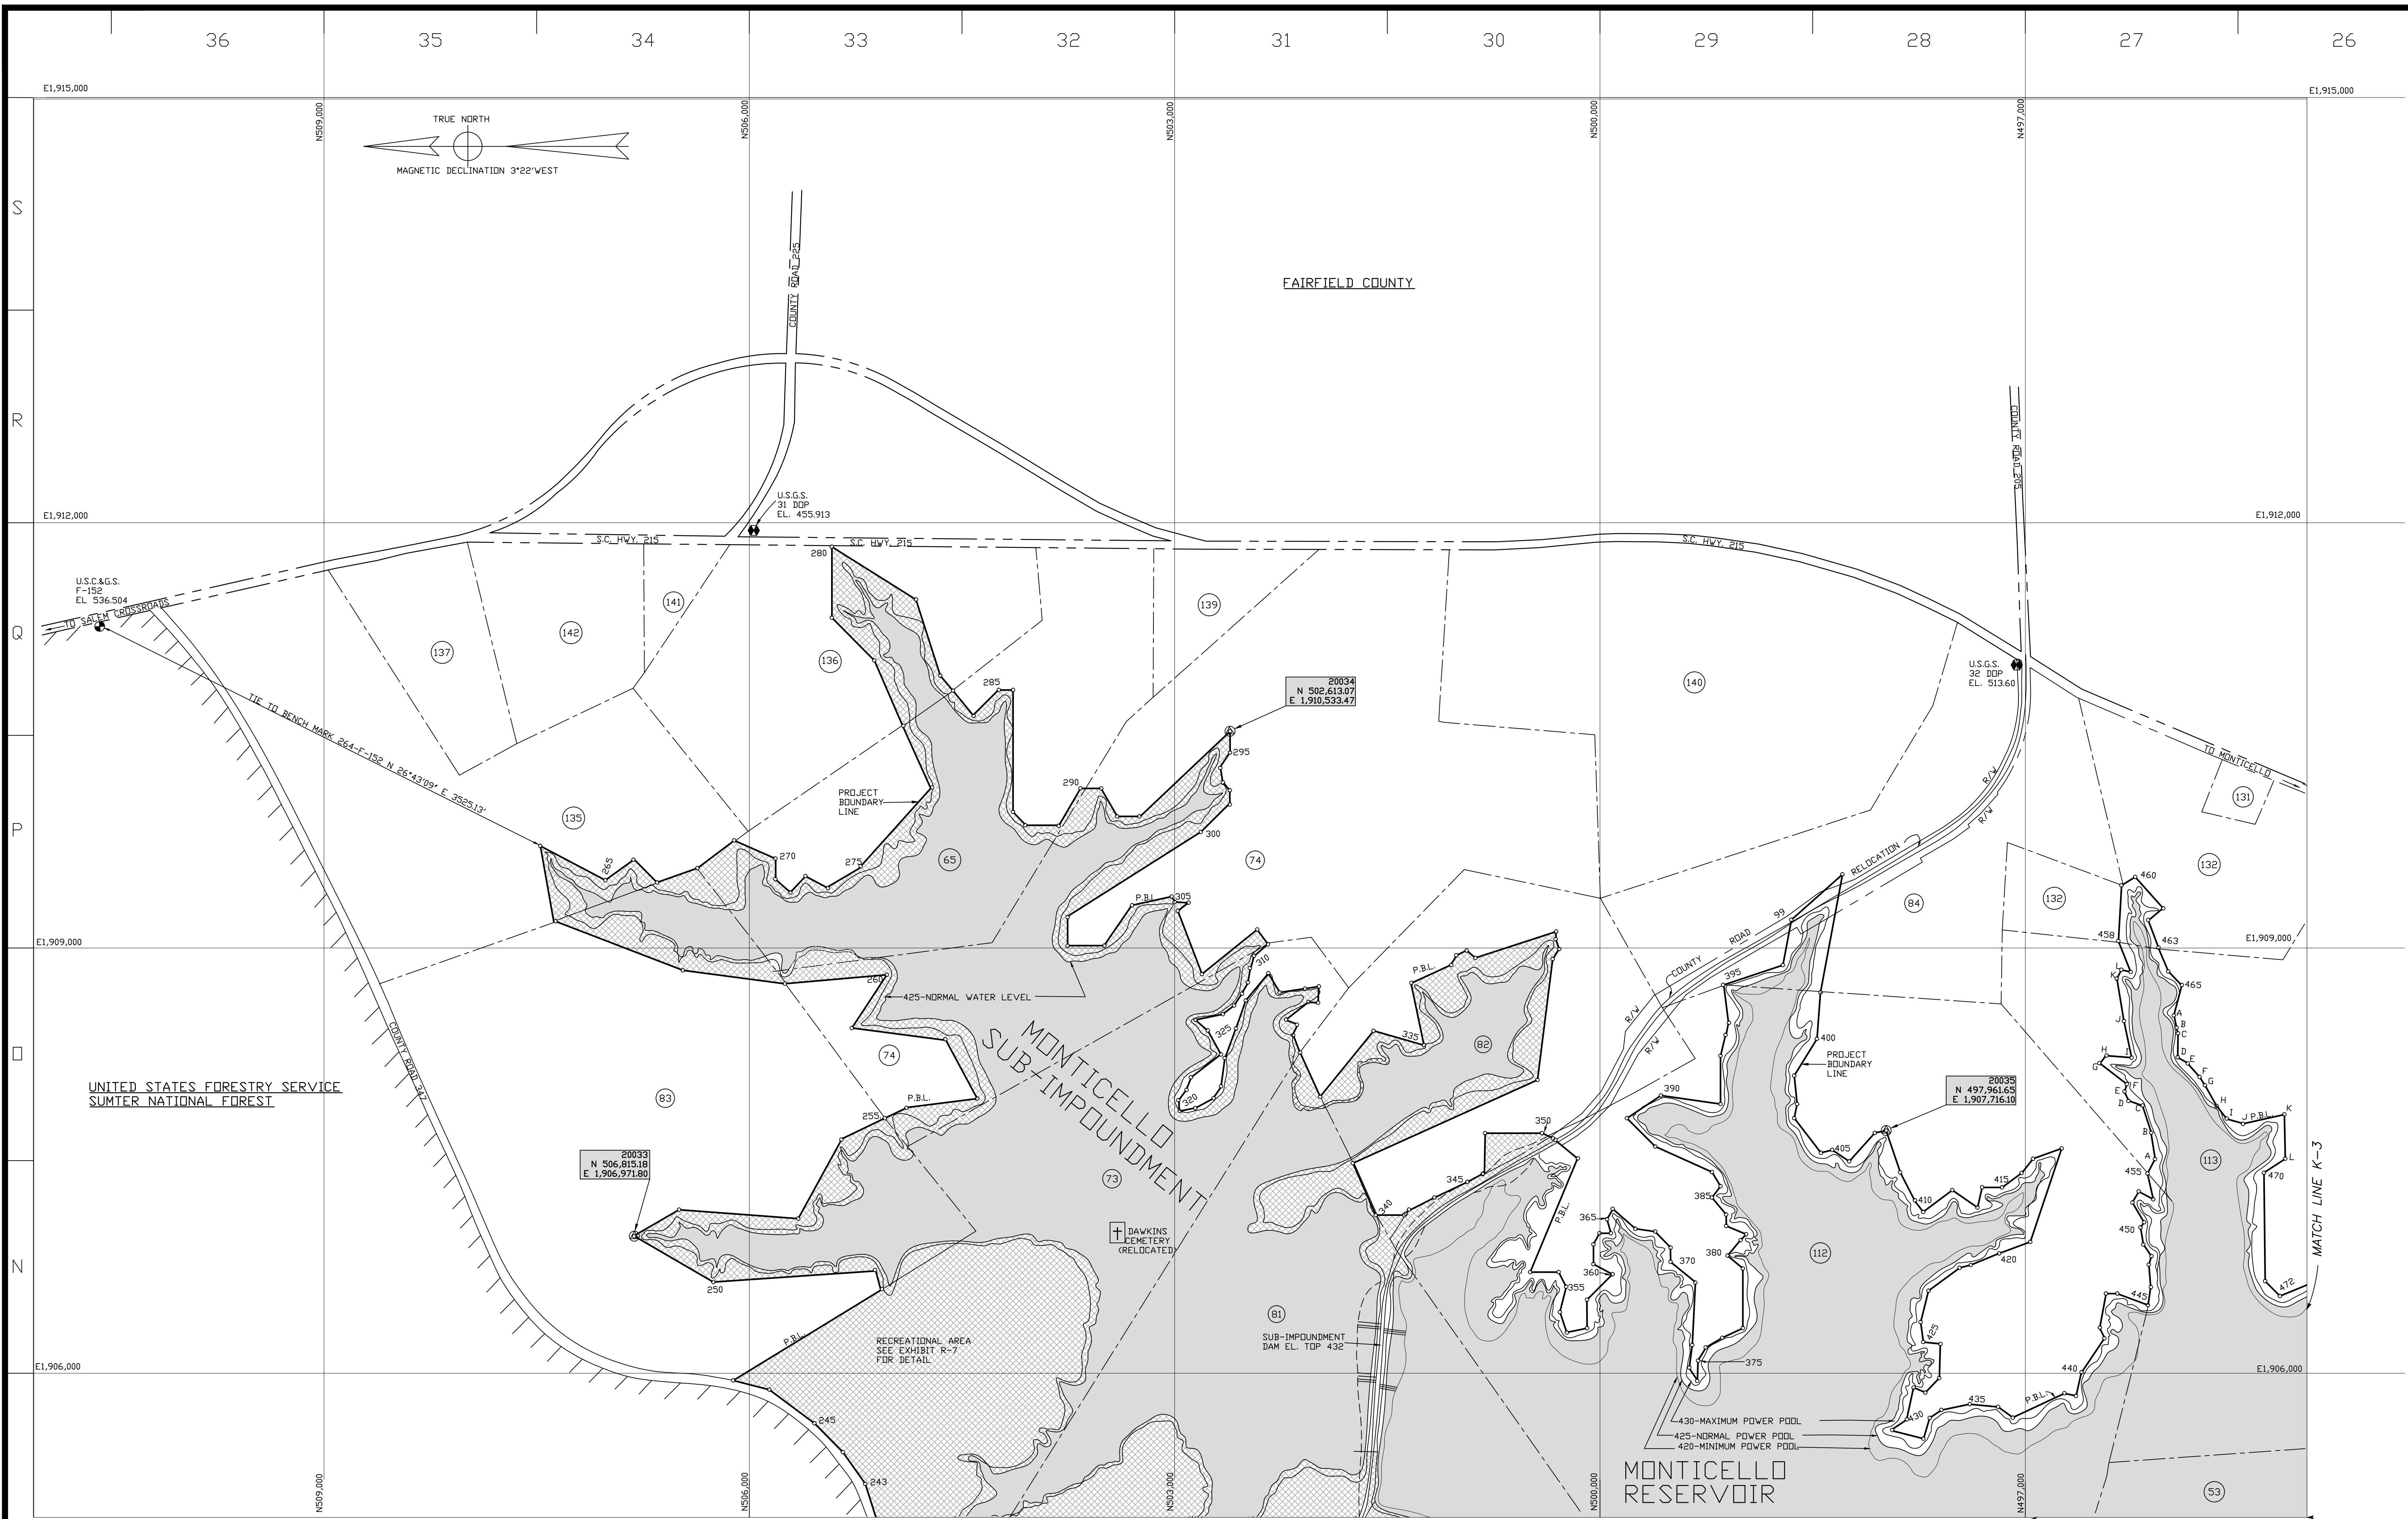 36
35
34
33
32
31
30
29
28
27
26
E1,915,000
E1,915,000
N509,000
N506,000
N503,000
N500,000
N497,000
TRUE NORTH
MAGNETIC DECLINATION 3°22'WEST
S
COUNTY ROAD 225
FAIRFIELD COUNTY
R
COUNTY ROAD 205
U.S.G.S.
31 DOP
EL. 455.913
E1,912,000
E1,912,000
S.C. HWY. 215
S.C. HWY. 215
S.C. HWY. 215
280
U.S.C.&G.S.
F-152
EL 536.504
TO SALEM CROSSROADS
Q
141
139
142
137
136
140
U.S.G.S.
32 DOP
EL. 513.60
285
20034
N 502,613.07
E 1,910,533.47
TIE TO BENCH MARK 264-F-152 N 26°43'09" E 3525.13'
295
TO MONTICELLO
R/W
R/W
290
PROJECT
BOUNDARY
LINE
131
P
135
300
265
270
275
65
74
RELOCATION
132
460
P.B.L.
305
132
84
99
E1,909,000
E1,909,000
458
463
ROAD
310
260
COUNTY
395
P.B.L.
L
K
465
425-NORMAL WATER LEVEL
R/W
R/W
A
J
B
C
COUNTY ROAD 347
MONTICELLO
SUB-IMPOUNDMENT
325
335
400
O
74
82
PROJECT
BOUNDARY
LINE
H
I
G
D
E
F
G
UNITED STATES FORESTRY SERVICE
SUMTER NATIONAL FOREST
83
P.B.L.
255
320
390
20035
N 497,961.65
E 1,907,716.10
F
E
D
C
H
I
J
P.B.L.
K
350
B
405
20033
N 506,815.18
E 1,906,971.80
73
345
A
L
113
455
470
MATCH LINE K-3
385
415
410
340
P.B.L.
365
450
DAWKINS
CEMETERY
(RELOCATED)
380
112
420
N
370
360
355
250
472
445
81
P.B.L.
RECREATIONAL AREA
SEE EXHIBIT R-7
FOR DETAIL
SUB-IMPOUNDMENT
DAM EL. TOP 432
425
375
E1,906,000
E1,906,000
440
P.B.L.
435
430
245
430-MAXIMUM POWER POOL
425-NORMAL POWER POOL
420-MINIMUM POWER POOL
MONTICELLO
RESERVOIR
243
53
N509,000
N506,000
N503,000
N500,000
N497,000